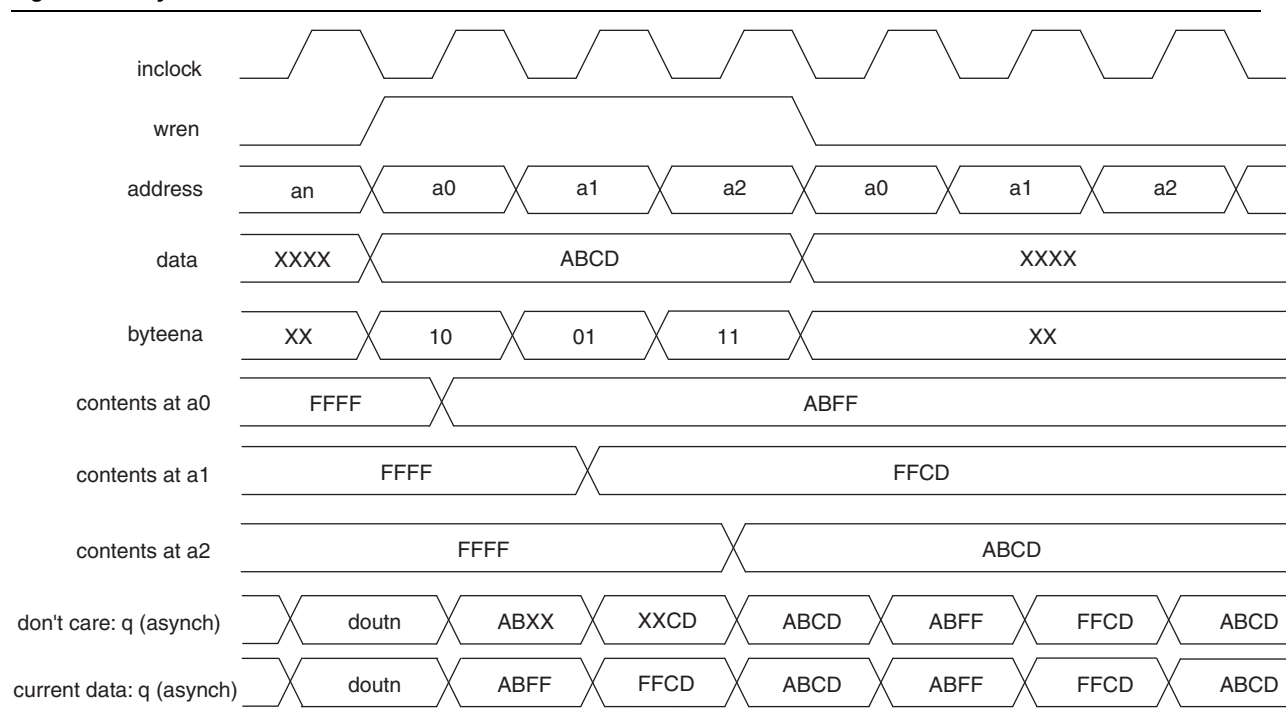 inclock
wren
address an a0 a1 a2 a0 a1 a2
data XXXX ABCD XXXX
byteena XX 10 01 11 XX
contents at a0 FFFF ABFF
contents at a1 FFFF FFCD
contents at a2 FFFF ABCD
don't care: q (asynch) doutn ABXX XXCD ABCD ABFF FFCD ABCD
current data: q (asynch) doutn ABFF FFCD ABCD ABFF FFCD ABCD